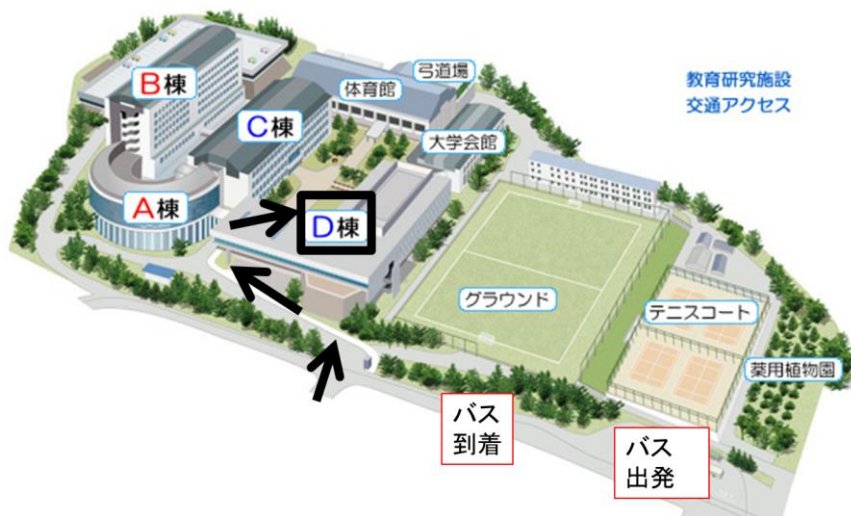 B棟
体育館
弓道場
教育研究施設
交通アクセス
C棟
大学会館
A棟
D棟
グラウンド
テニスコート
薬用植物園
バス
到着
バス
出発